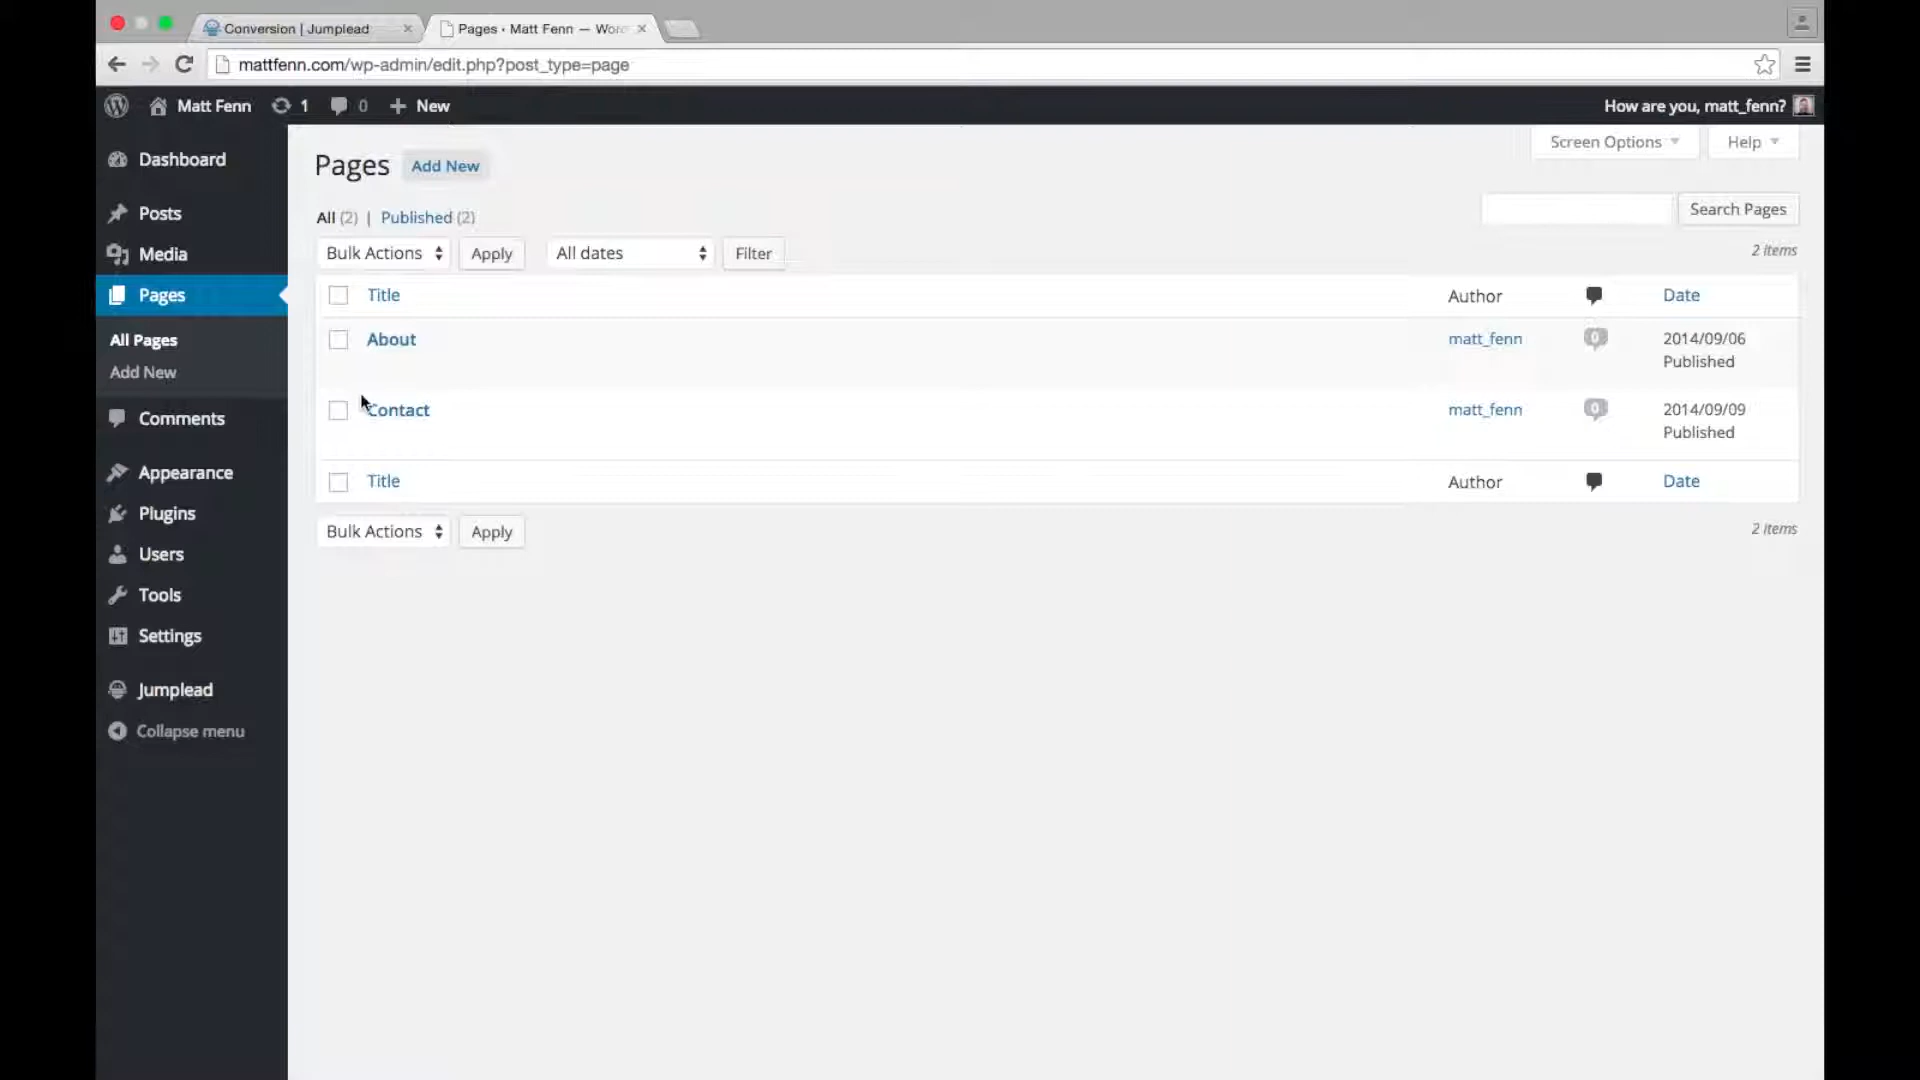 Conversion | Jumplead
Pages ‹ Matt Fenn — Wor
mattfenn.com/wp-admin/edit.php?post_type=page
Matt Fenn 1 0 + New How are you, matt_fenn?
Screen Options Help
Dashboard
Posts
Media
Pages
All Pages
Add New
Comments
Appearance
Plugins
Users
Tools
Settings
Jumplead
Collapse menu
Pages Add New
All (2) | Published (2)
Search Pages
Bulk Actions Apply All dates Filter 2 items
Title Author Date
About matt_fenn 0 2014/09/06
Published
Contact matt_fenn 0 2014/09/09
Published
Title Author Date
Bulk Actions Apply 2 items